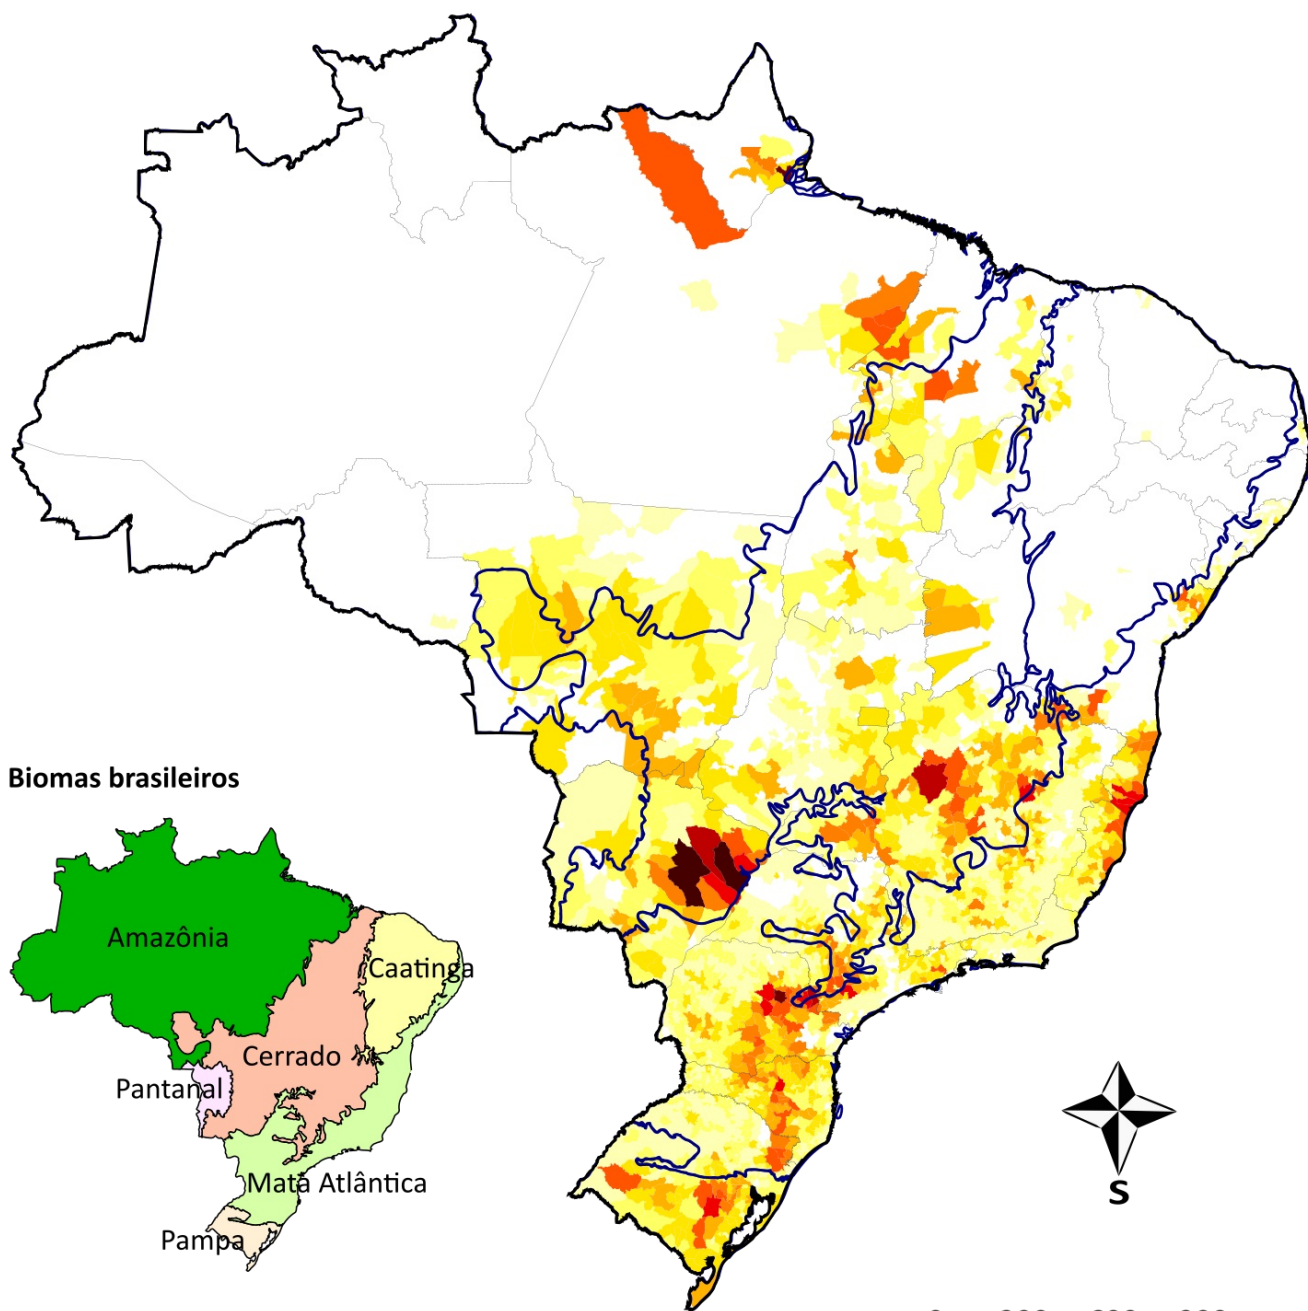 Biomas brasileiros
Amazônia
Caatinga
Cerrado
Pantanal
Mata Atlântica
Pampa
S